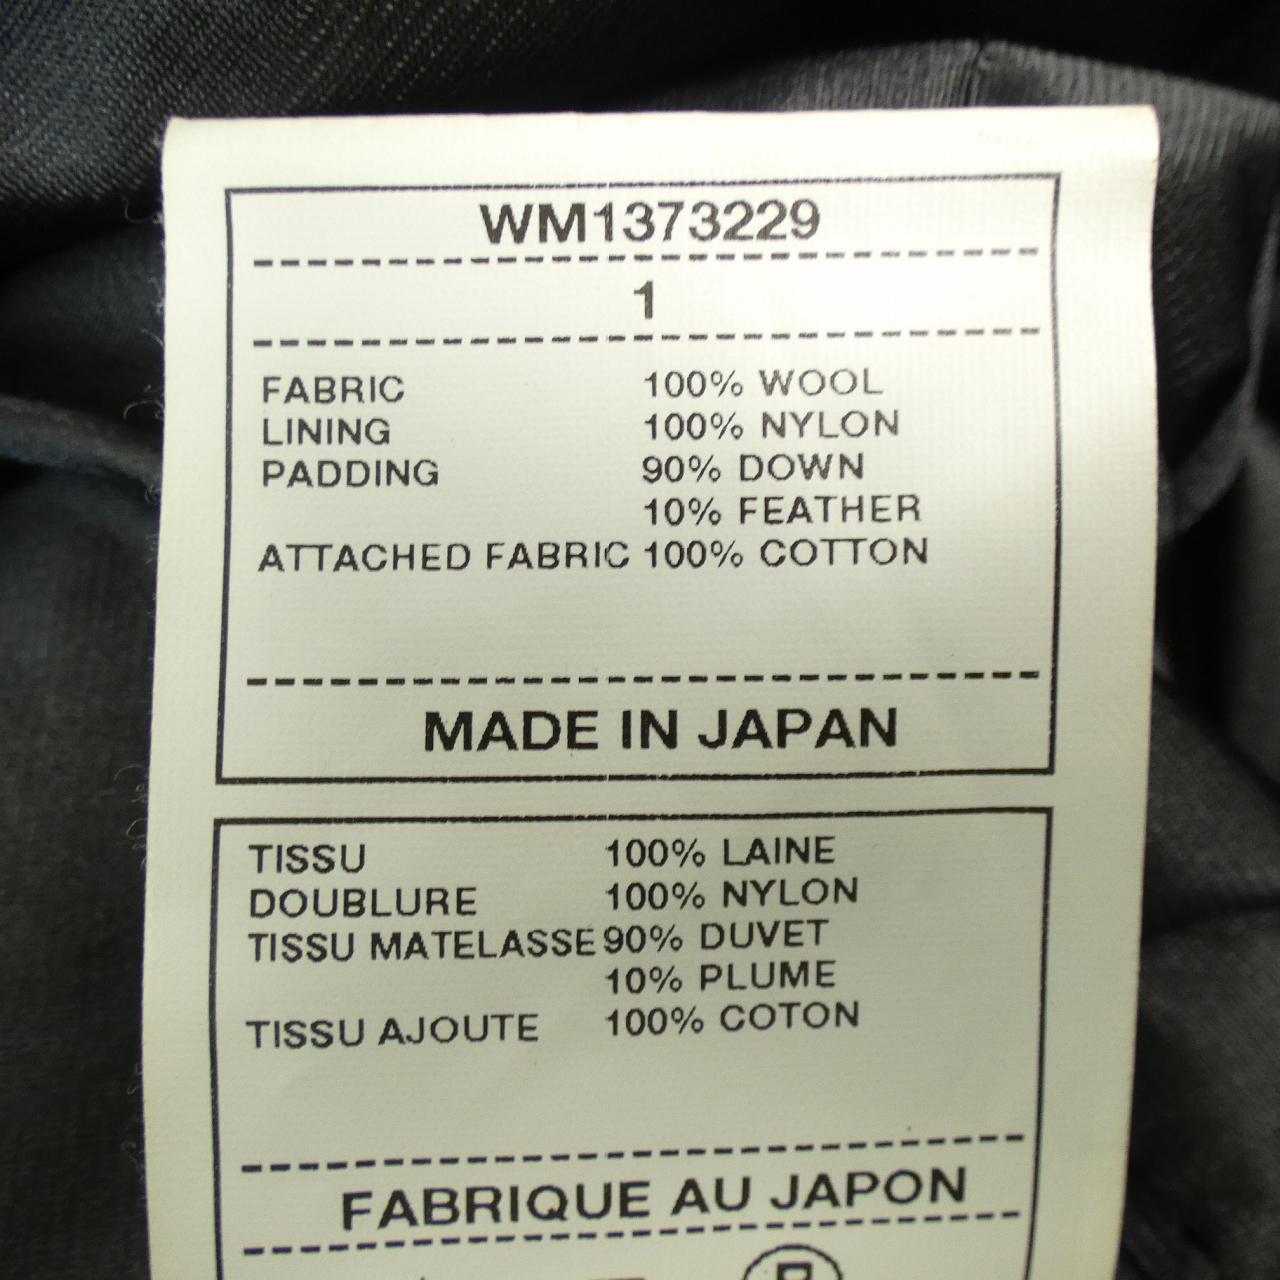 WM1373229
1
FABRIC 100% WOOL
LINING 100% NYLON
PADDING 90% DOWN
10% FEATHER
ATTACHED FABRIC 100% COTTON
MADE IN JAPAN
TISSU 100% LAINE
DOUBLURE 100% NYLON
TISSU MATELASSE 90% DUVET
10% PLUME
TISSU AJOUTE 100% COTON
FABRIQUE AU JAPON